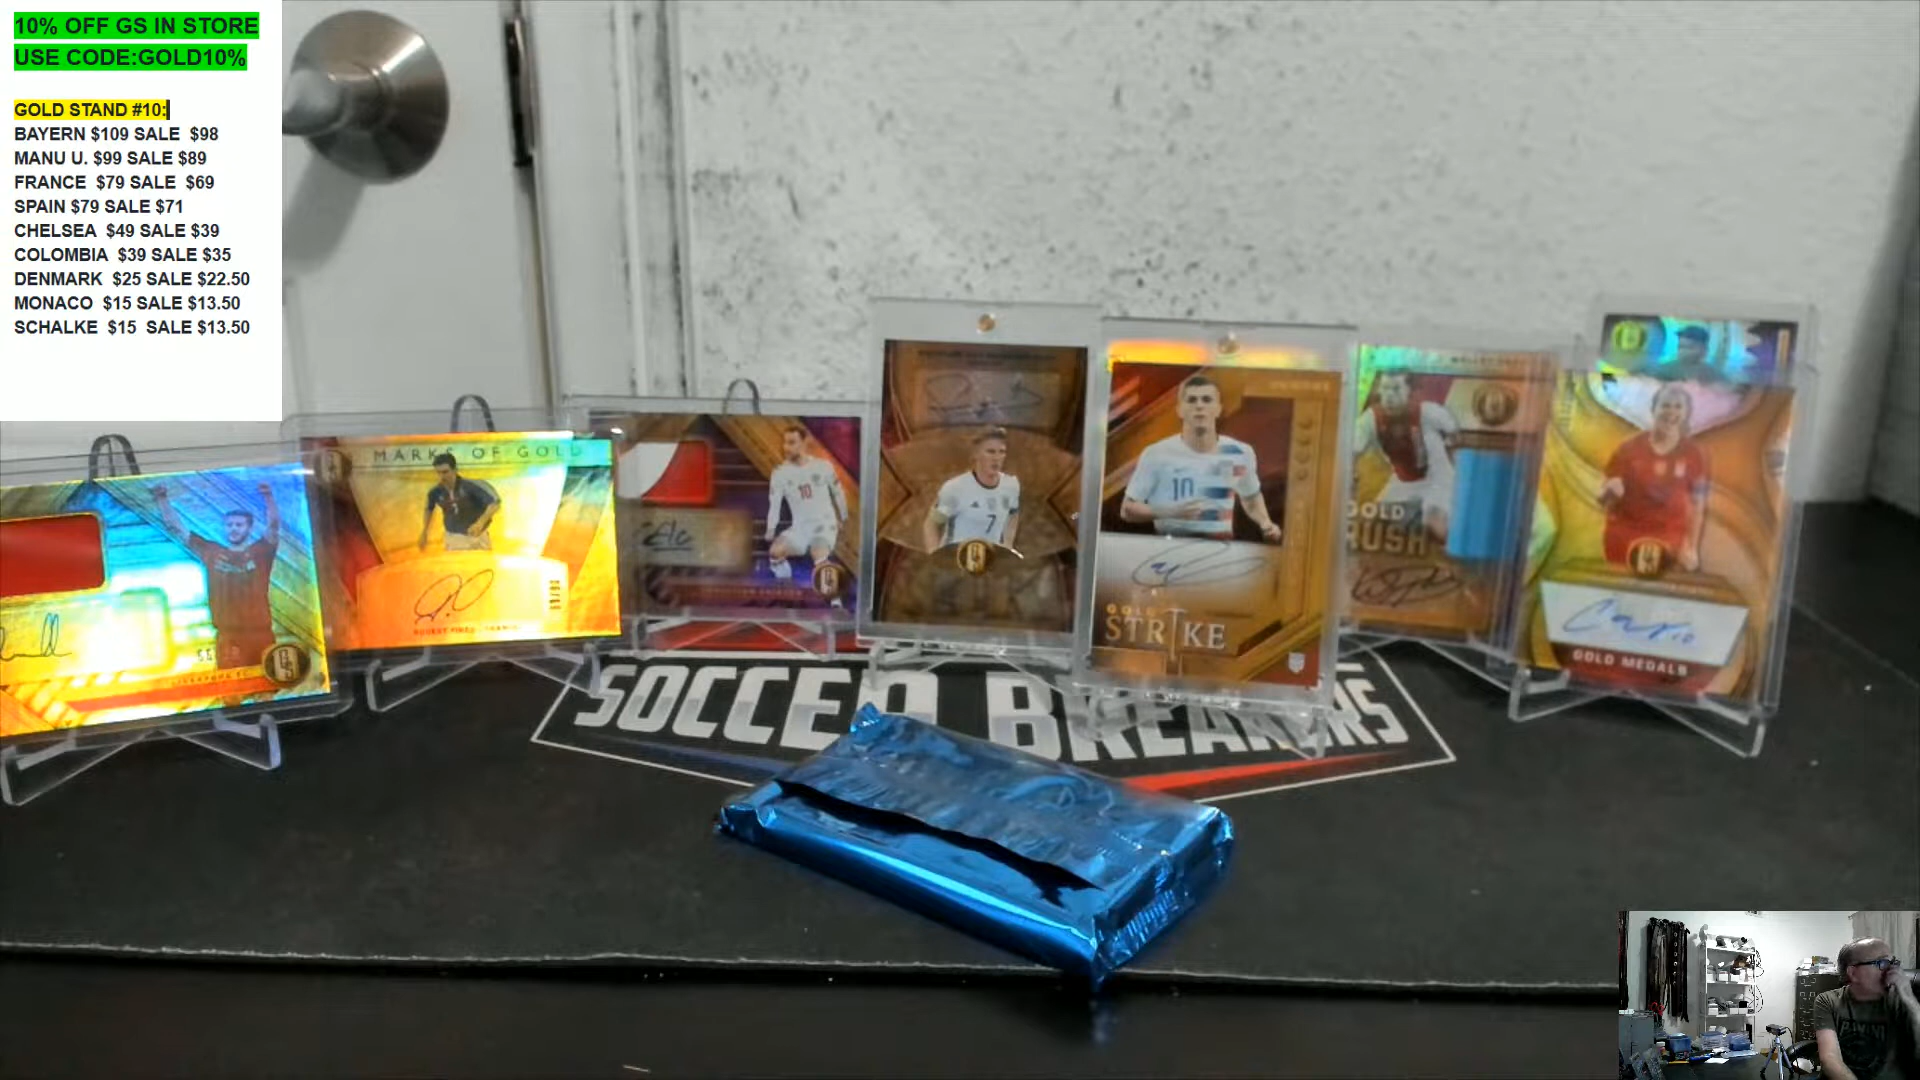 10% OFF GS IN STORE
USE CODE:GOLD10%
GOLD STAND #10:
BAYERN $109 SALE $98
MANU U. $99 SALE $89
FRANCE $79 SALE $69
SPAIN $79 SALE $71
CHELSEA $49 SALE $39
COLOMBIA $39 SALE $35
DENMARK $25 SALE $22.50
MONACO $15 SALE $13.50
SCHALKE $15 SALE $13.50
MARKS OF GOLD
10
7
10
GOLD
STRIKE
GOLD
RUSH
GOLD MEDALS
SOCCER BREAKERS